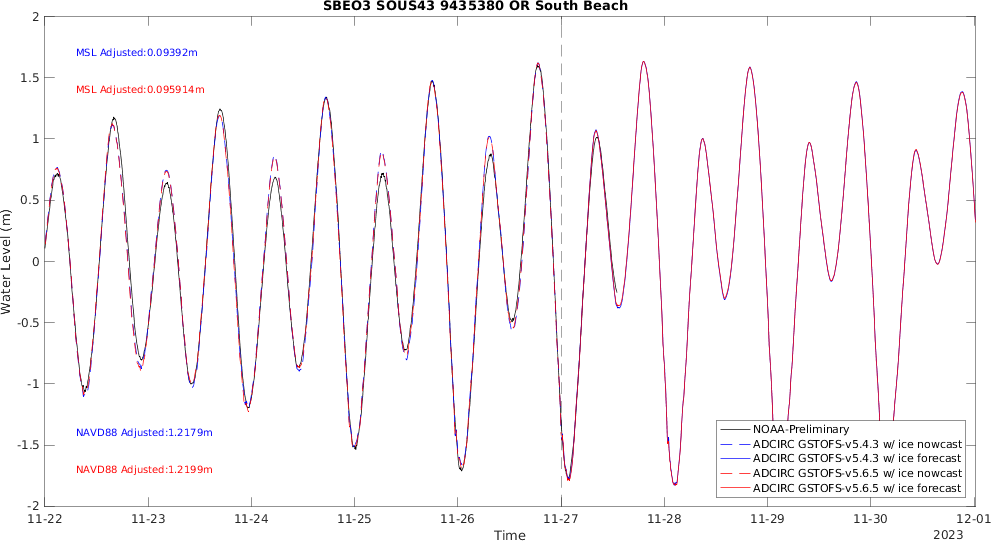 SBEO3 SOUS43 9435380 OR South Beach
MSL Adjusted:0.09392m
MSL Adjusted:0.095914m
NAVD88 Adjusted:1.2179m
NAVD88 Adjusted:1.2199m
Water Level (m)
2
1.5
1
0.5
0
-0.5
-1
-1.5
-2
NOAA-Preliminary
ADCIRC GSTOFS-v5.4.3 w/ ice nowcast
ADCIRC GSTOFS-v5.4.3 w/ ice forecast
ADCIRC GSTOFS-v5.6.5 w/ ice nowcast
ADCIRC GSTOFS-v5.6.5 w/ ice forecast
11-22 11-23 11-24 11-25 11-26 11-27 11-28 11-29 11-30 12-01
Time
2023